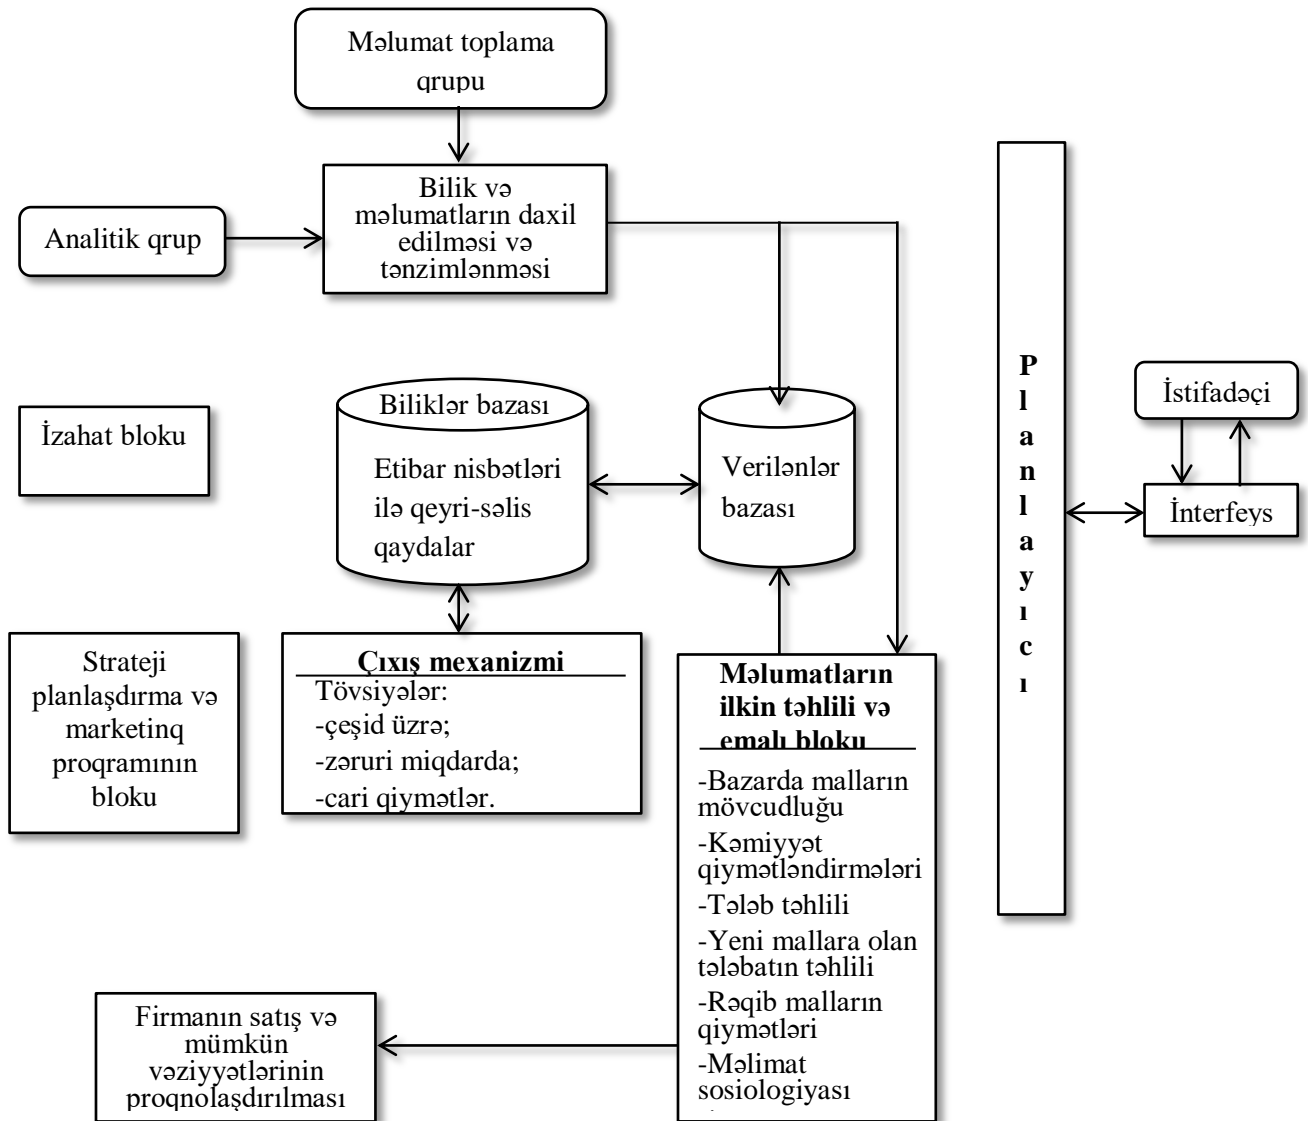 Məlumat toplama
qrupu
Bilik və
məlumatların daxil
edilməsi və
tənzimlənməsi
Analitik qrup
Biliklər bazası
Etibar nisbətləri
ilə qeyri-səlis
qaydalar
Verilənlər
bazası
İzahat bloku
P
l
a
n
l
a
y
ı
c
ı
İstifadəçi
İnterfeys
Strateji
planlaşdırma və
marketinq
proqramının
bloku
Çıxış mexanizmi
Tövsiyələr:
-çeşid üzrə;
-zəruri miqdarda;
-cari qiymətlər.
Məlumatların
ilkin təhlili və
emalı bloku
-Bazarda malların
mövcudluğu
-Kəmiyyət
qiymətləndirmələri
-Tələb təhlili
-Yeni mallara olan
tələbatın təhlili
-Rəqib malların
qiymətləri
-Məlimat
sosiologiyası
Firmanın satış və
mümkün
vəziyyətlərinin
proqnolaşdırılması